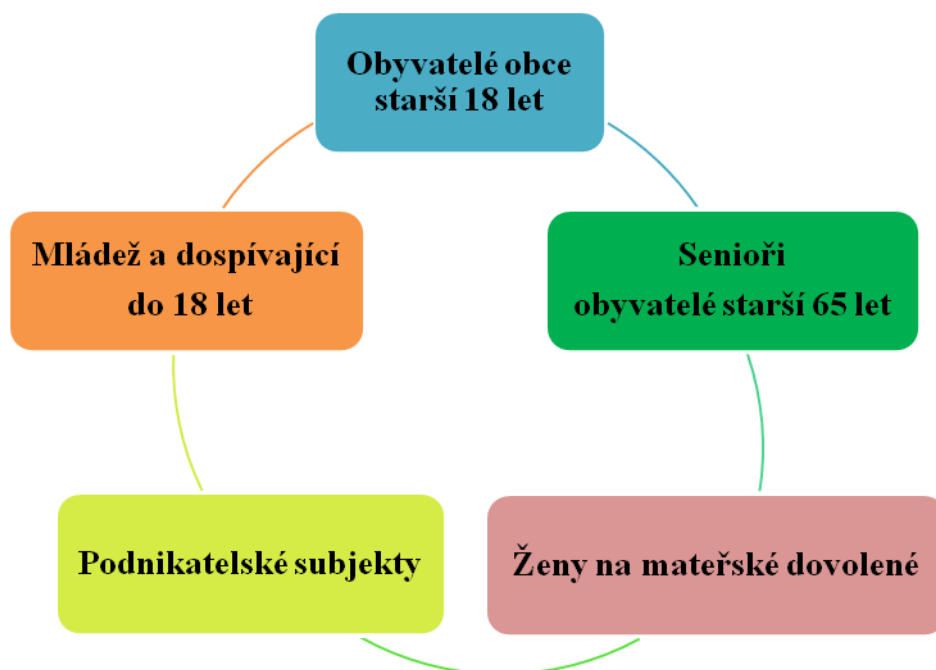 Obyvatelé obce
starší 18 let
Mládež a dospívající
do 18 let
Senioři
obyvatelé starší 65 let
Podnikatelské subjekty
Ženy na mateřské dovolené